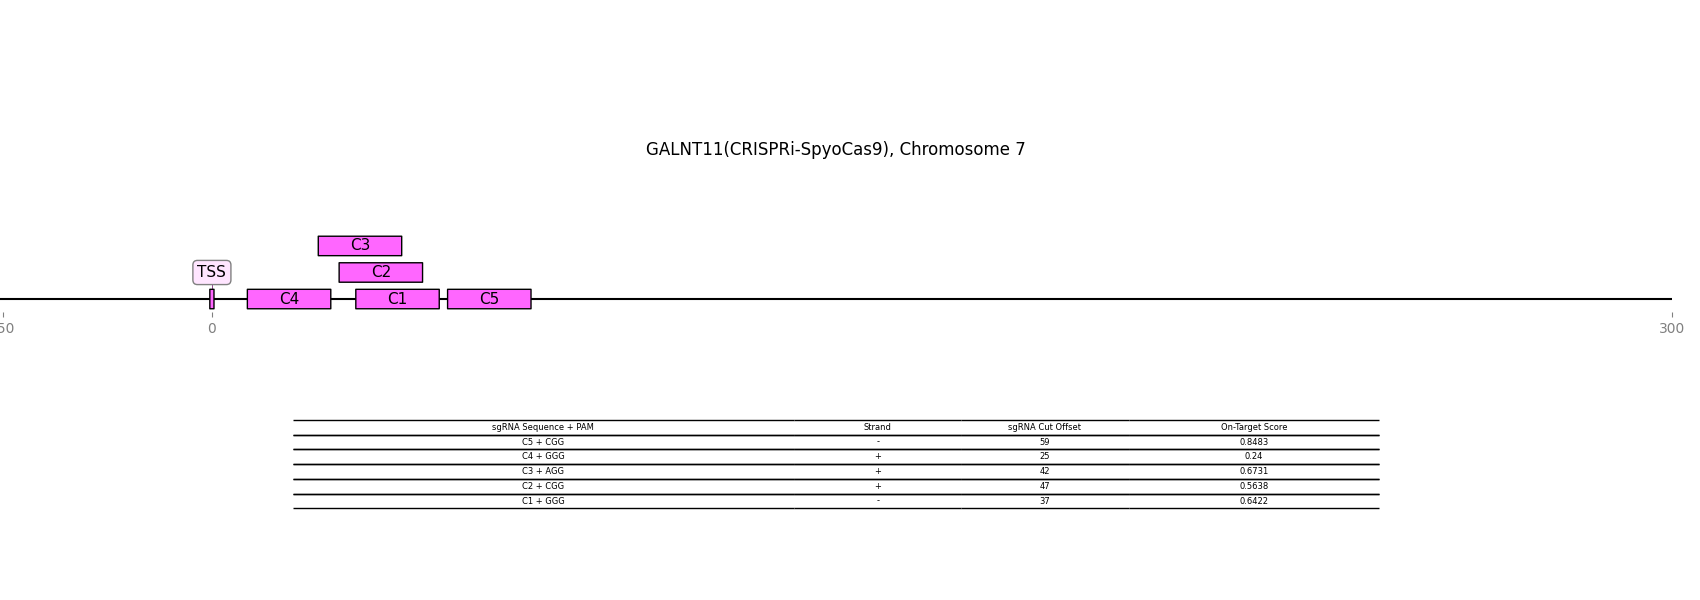 GALNT11(CRISPRi-SpyoCas9), Chromosome 7
C3
TSS C2
C4 C1 C5
50 0 300
sgRNA Sequence + PAM Strand sgRNA Cut Offset On-Target Score
C5 + CGG - 59 0.8483
C4 + GGG + 25 0.24
C3 + AGG + 42 0.6731
C2 + CGG + 47 0.5638
C1 + GGG - 37 0.6422